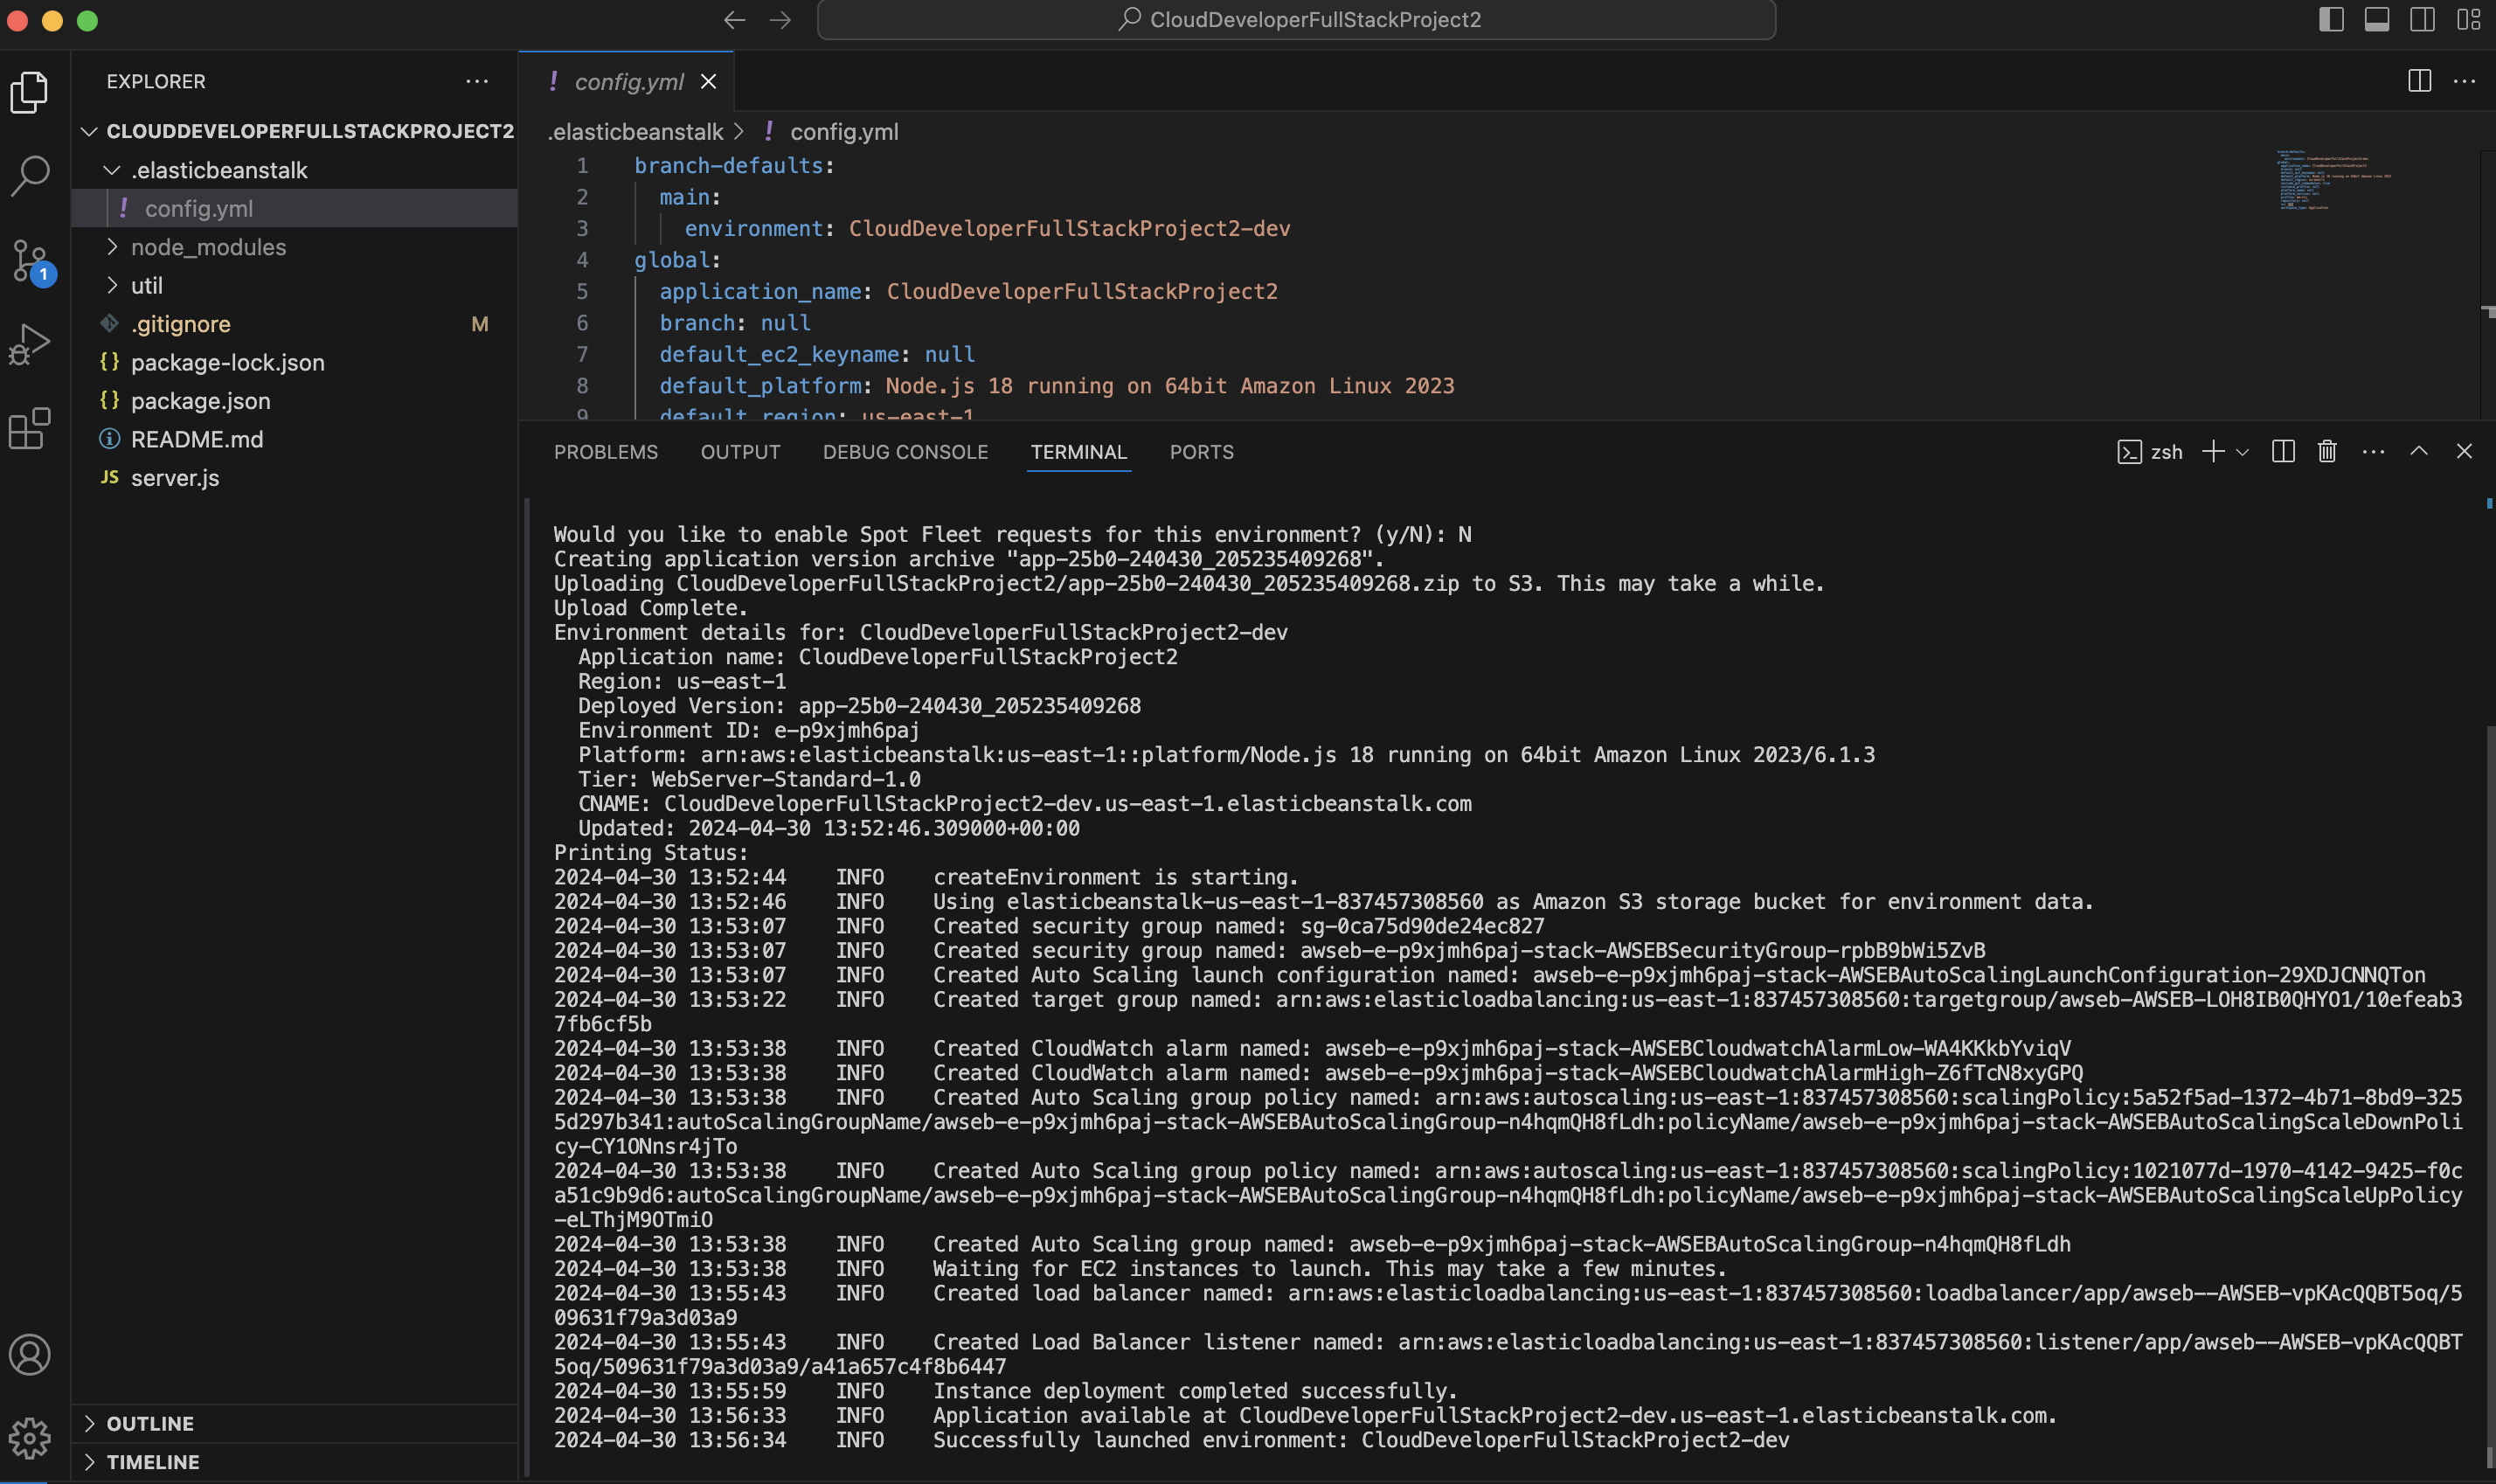 CloudDeveloperFullStackProject2
EXPLORER
CLOUDDEVELOPERFULLSTACKPROJECT2
.elasticbeanstalk
! config.yml
node_modules
util
.gitignore M
{} package-lock.json
{} package.json
README.md
JS server.js
1
OUTLINE
TIMELINE
! config.yml
.elasticbeanstalk > ! config.yml
1 branch-defaults:
2 main:
3 environment: CloudDeveloperFullStackProject2-dev
4 global:
5 application_name: CloudDeveloperFullStackProject2
6 branch: null
7 default_ec2_keyname: null
8 default_platform: Node.js 18 running on 64bit Amazon Linux 2023
9 default_region: us-east-1
PROBLEMS OUTPUT DEBUG CONSOLE TERMINAL PORTS zsh
Would you like to enable Spot Fleet requests for this environment? (y/N): N
Creating application version archive "app-25b0-240430_205235409268".
Uploading CloudDeveloperFullStackProject2/app-25b0-240430_205235409268.zip to S3. This may take a while.
Upload Complete.
Environment details for: CloudDeveloperFullStackProject2-dev
Application name: CloudDeveloperFullStackProject2
Region: us-east-1
Deployed Version: app-25b0-240430_205235409268
Environment ID: e-p9xjmh6paj
Platform: arn:aws:elasticbeanstalk:us-east-1::platform/Node.js 18 running on 64bit Amazon Linux 2023/6.1.3
Tier: WebServer-Standard-1.0
CNAME: CloudDeveloperFullStackProject2-dev.us-east-1.elasticbeanstalk.com
Updated: 2024-04-30 13:52:46.309000+00:00
Printing Status:
2024-04-30 13:52:44 INFO createEnvironment is starting.
2024-04-30 13:52:46 INFO Using elasticbeanstalk-us-east-1-837457308560 as Amazon S3 storage bucket for environment data.
2024-04-30 13:53:07 INFO Created security group named: sg-0ca75d90de24ec827
2024-04-30 13:53:07 INFO Created security group named: awseb-e-p9xjmh6paj-stack-AWSEBSecurityGroup-rpbB9bWi5ZvB
2024-04-30 13:53:07 INFO Created Auto Scaling launch configuration named: awseb-e-p9xjmh6paj-stack-AWSEBAutoScalingLaunchConfiguration-29XDJCNNQTon
2024-04-30 13:53:22 INFO Created target group named: arn:aws:elasticloadbalancing:us-east-1:837457308560:targetgroup/awseb-AWSEB-LOH8IB0QHYO1/10efeab3
7fb6cf5b
2024-04-30 13:53:38 INFO Created CloudWatch alarm named: awseb-e-p9xjmh6paj-stack-AWSEBCloudwatchAlarmLow-WA4KKkbYviqV
2024-04-30 13:53:38 INFO Created CloudWatch alarm named: awseb-e-p9xjmh6paj-stack-AWSEBCloudwatchAlarmHigh-Z6fTcN8xyGPQ
2024-04-30 13:53:38 INFO Created Auto Scaling group policy named: arn:aws:autoscaling:us-east-1:837457308560:scalingPolicy:5a52f5ad-1372-4b71-8bd9-325
5d297b341:autoScalingGroupName/awseb-e-p9xjmh6paj-stack-AWSEBAutoScalingGroup-n4hqmQH8fLdh:policyName/awseb-e-p9xjmh6paj-stack-AWSEBAutoScalingScaleDownPoli
cy-CY1ONnsr4jTo
2024-04-30 13:53:38 INFO Created Auto Scaling group policy named: arn:aws:autoscaling:us-east-1:837457308560:scalingPolicy:1021077d-1970-4142-9425-f0c
a51c9b9d6:autoScalingGroupName/awseb-e-p9xjmh6paj-stack-AWSEBAutoScalingGroup-n4hqmQH8fLdh:policyName/awseb-e-p9xjmh6paj-stack-AWSEBAutoScalingScaleUpPolicy
-eLThjM9OTmiO
2024-04-30 13:53:38 INFO Created Auto Scaling group named: awseb-e-p9xjmh6paj-stack-AWSEBAutoScalingGroup-n4hqmQH8fLdh
2024-04-30 13:53:38 INFO Waiting for EC2 instances to launch. This may take a few minutes.
2024-04-30 13:55:43 INFO Created load balancer named: arn:aws:elasticloadbalancing:us-east-1:837457308560:loadbalancer/app/awseb--AWSEB-vpKAcQQBT5oq/5
09631f79a3d03a9
2024-04-30 13:55:43 INFO Created Load Balancer listener named: arn:aws:elasticloadbalancing:us-east-1:837457308560:listener/app/awseb--AWSEB-vpKAcQQBT
5oq/509631f79a3d03a9/a41a657c4f8b6447
2024-04-30 13:55:59 INFO Instance deployment completed successfully.
2024-04-30 13:56:33 INFO Application available at CloudDeveloperFullStackProject2-dev.us-east-1.elasticbeanstalk.com.
2024-04-30 13:56:34 INFO Successfully launched environment: CloudDeveloperFullStackProject2-dev